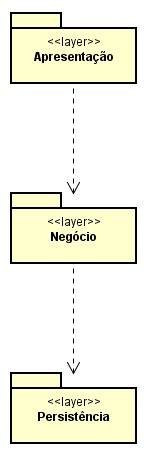 <<layer>>
Apresentação
<<layer>>
Negócio
<<layer>>
Persistência